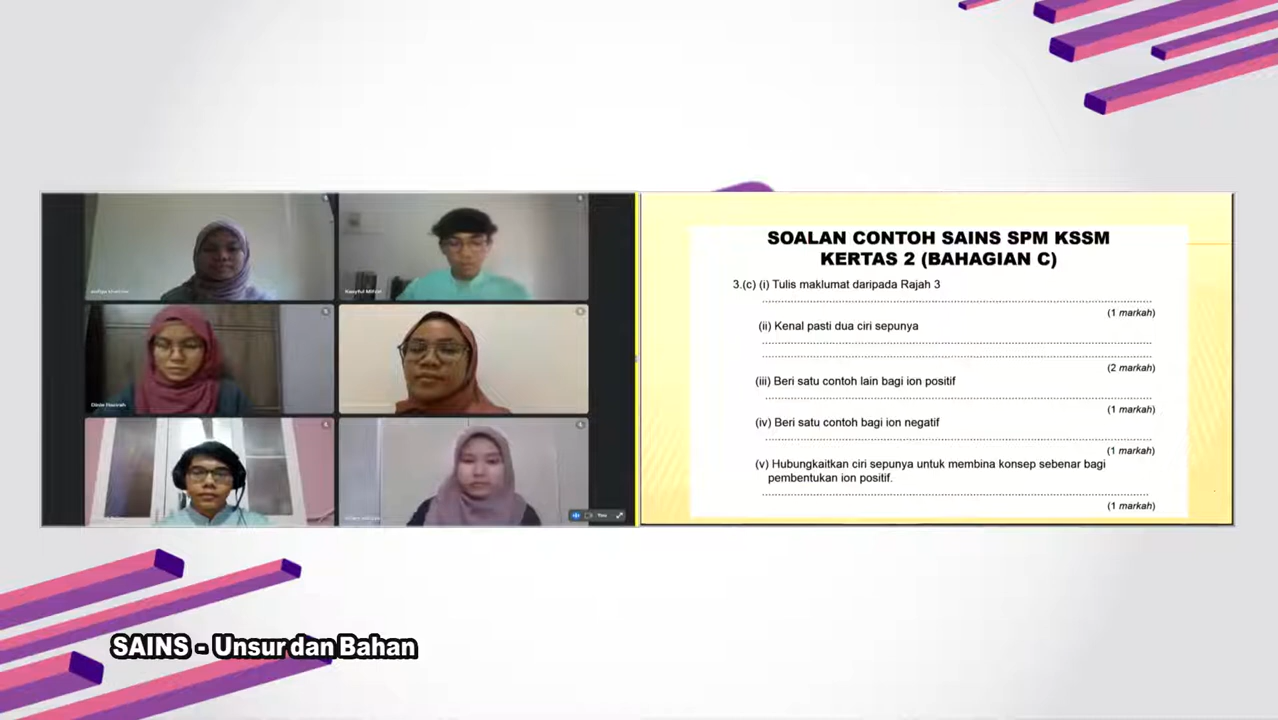 SOALAN CONTOH SAINS SPM KSSM
KERTAS 2 (BAHAGIAN C)
3.(c) (i) Tulis maklumat daripada Rajah 3
(1 markah)
(ii) Kenal pasti dua ciri sepunya
(2 markah)
(iii) Beri satu contoh lain bagi ion positif
(1 markah)
(iv) Beri satu contoh bagi ion negatif
(1 markah)
(v) Hubungkaitkan ciri sepunya untuk membina konsep sebenar bagi
pembentukan ion positif.
(1 markah)
You
SAINS - Unsur dan Bahan